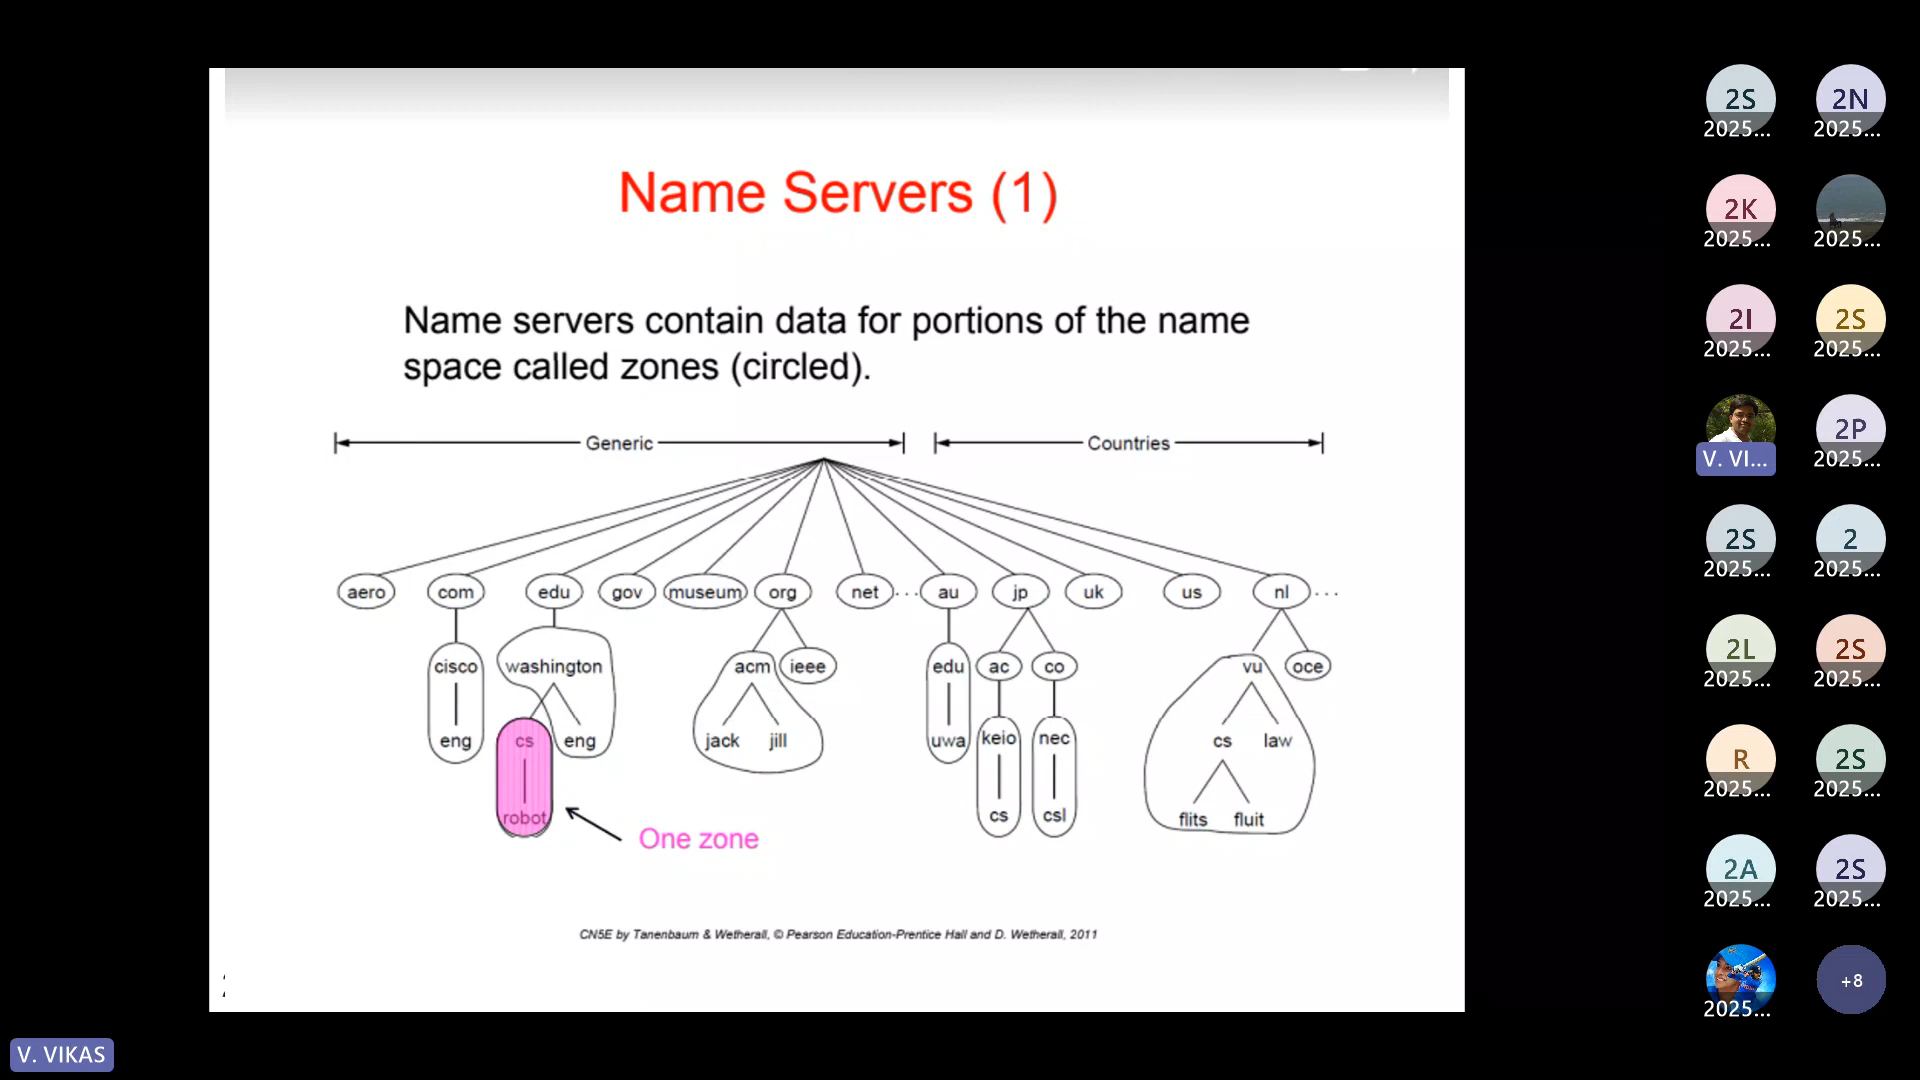 Name Servers (1)
Name servers contain data for portions of the name
space called zones (circled).
Generic Countries
aero com edu gov museum org net ... au jp uk us nl ...
cisco washington acm ieee edu ac co vu oce
eng cs eng jack jill uwa keio nec cs law
robot cs csl flits fluit
One zone
CN5E by Tanenbaum & Wetherall, © Pearson Education-Prentice Hall and D. Wetherall, 2011
V. VIKAS
2S 2N
2025... 2025...
2K
2025... 2025...
2I 2S
2025... 2025...
2P
V. VI... 2025...
2S 2
2025... 2025...
2L 2S
2025... 2025...
R 2S
2025... 2025...
2A 2S
2025... 2025...
+8
2025...